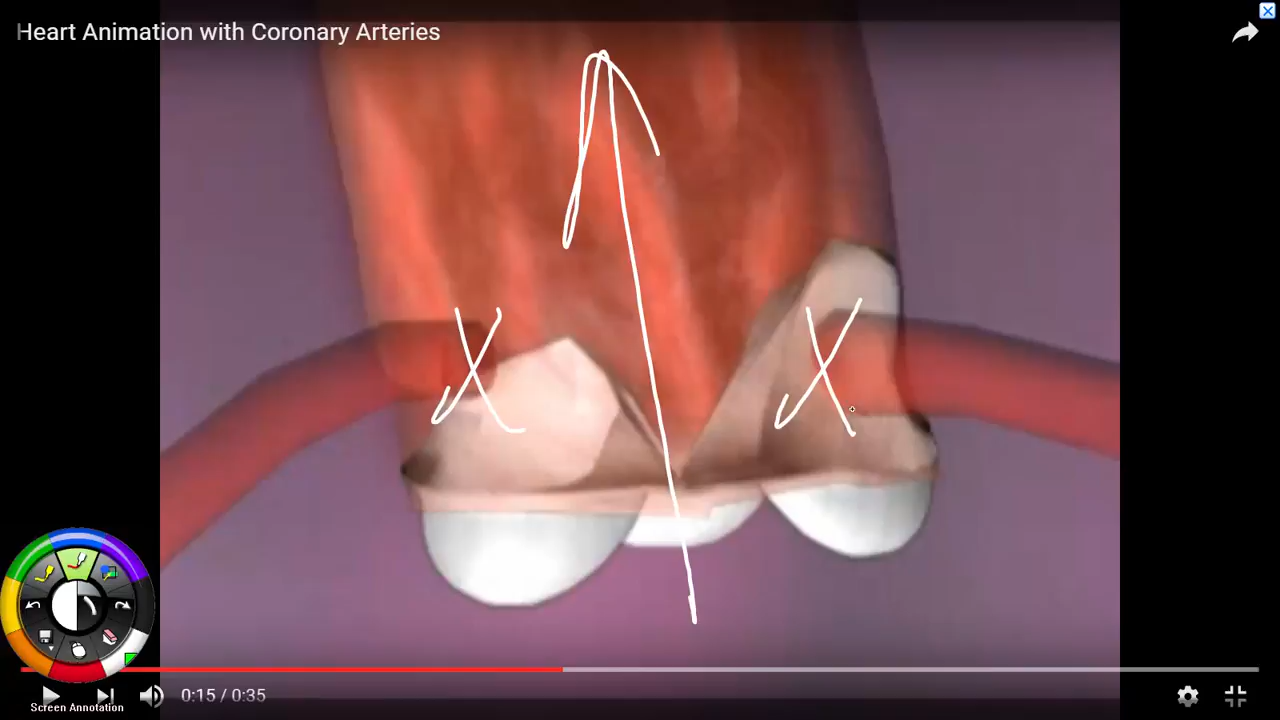 Heart Animation with Coronary Arteries
X X
0:15 / 0:35
Screen Annotation